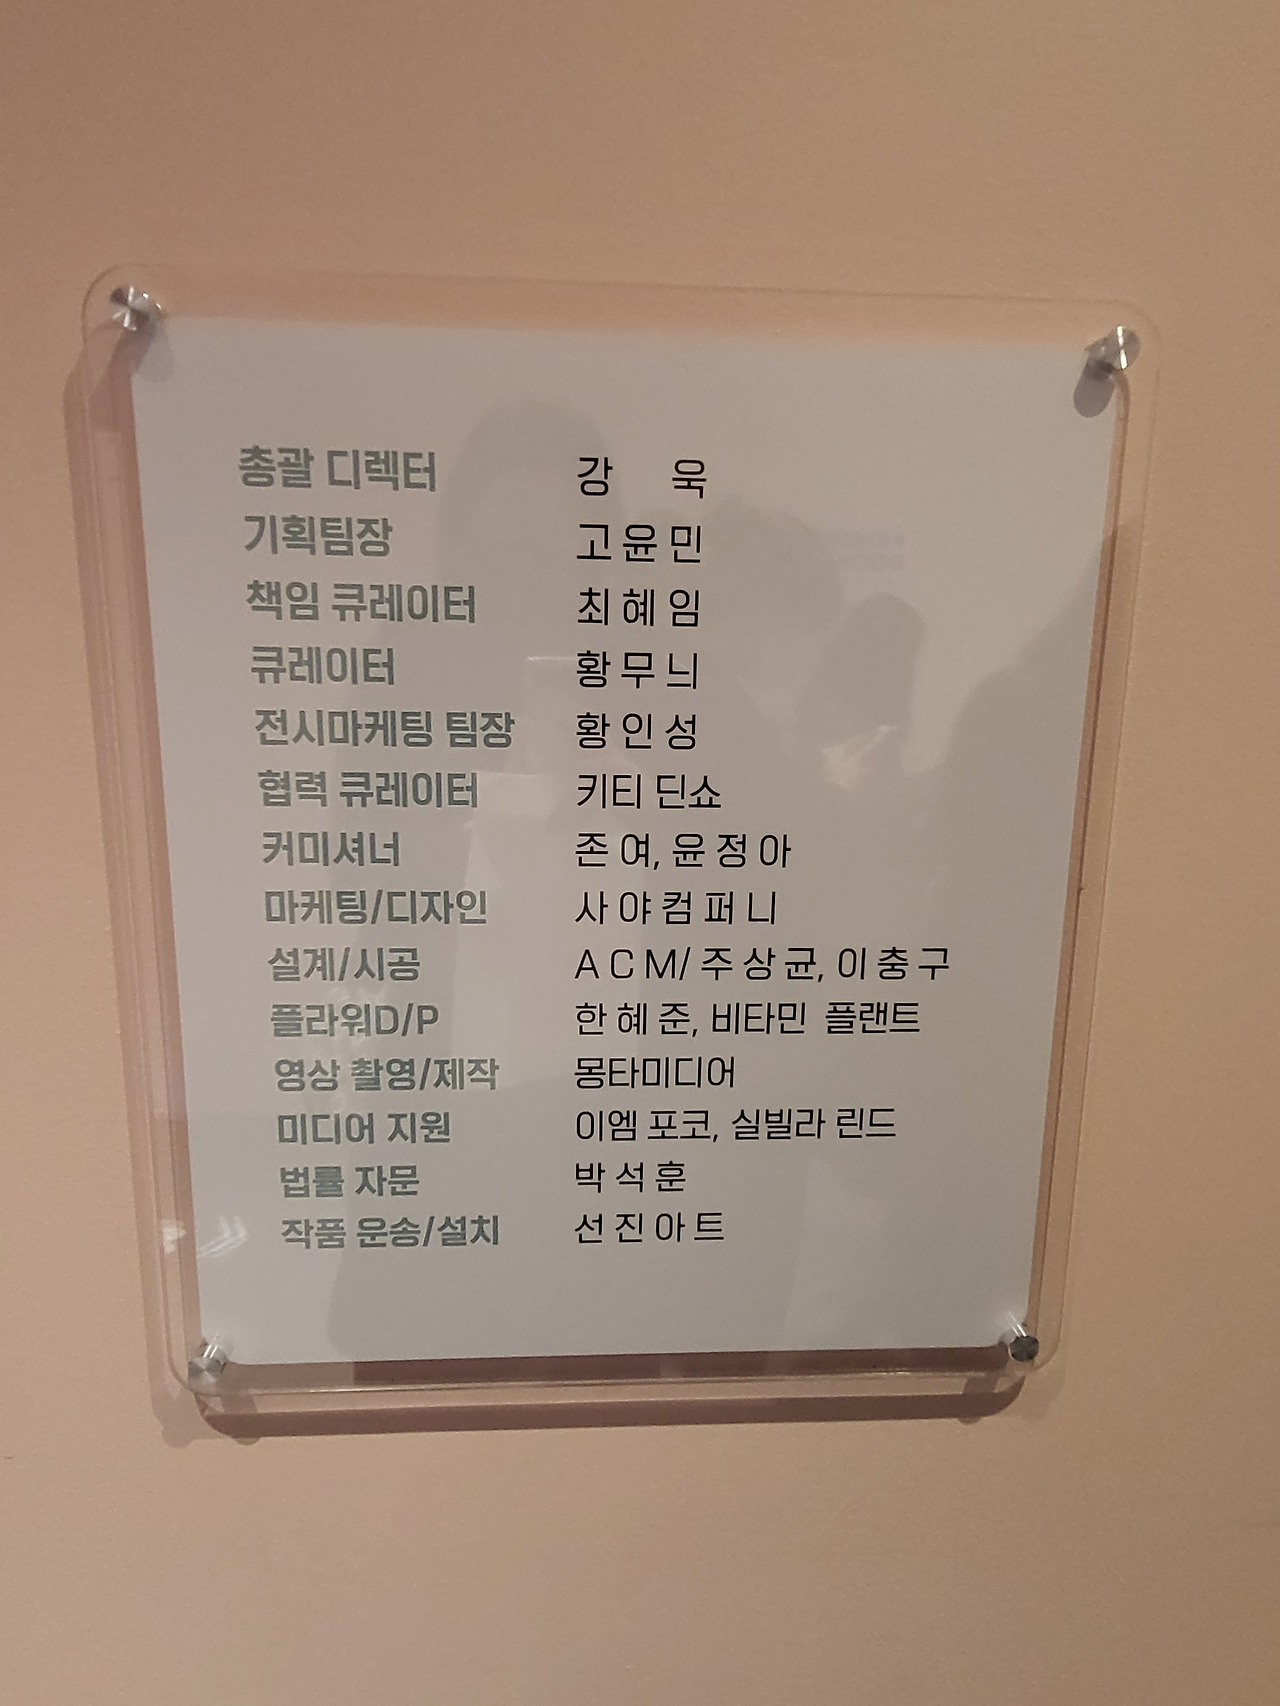 총괄 디렉터 강 욱
기획팀장 고윤민
책임 큐레이터 최혜임
큐레이터 황무늬
전시마케팅 팀장 황인성
협력 큐레이터 키티 딘쇼
커미셔너 존 여, 윤정아
마케팅/디자인 사야컴퍼니
설계/시공 ACM/ 주상균, 이충구
플라워D/P 한혜준, 비타민 플랜트
영상 촬영/제작 몽타미디어
미디어 지원 이엠 포코, 실빌라 린드
법률 자문 박석훈
작품 운송/설치 선진아트